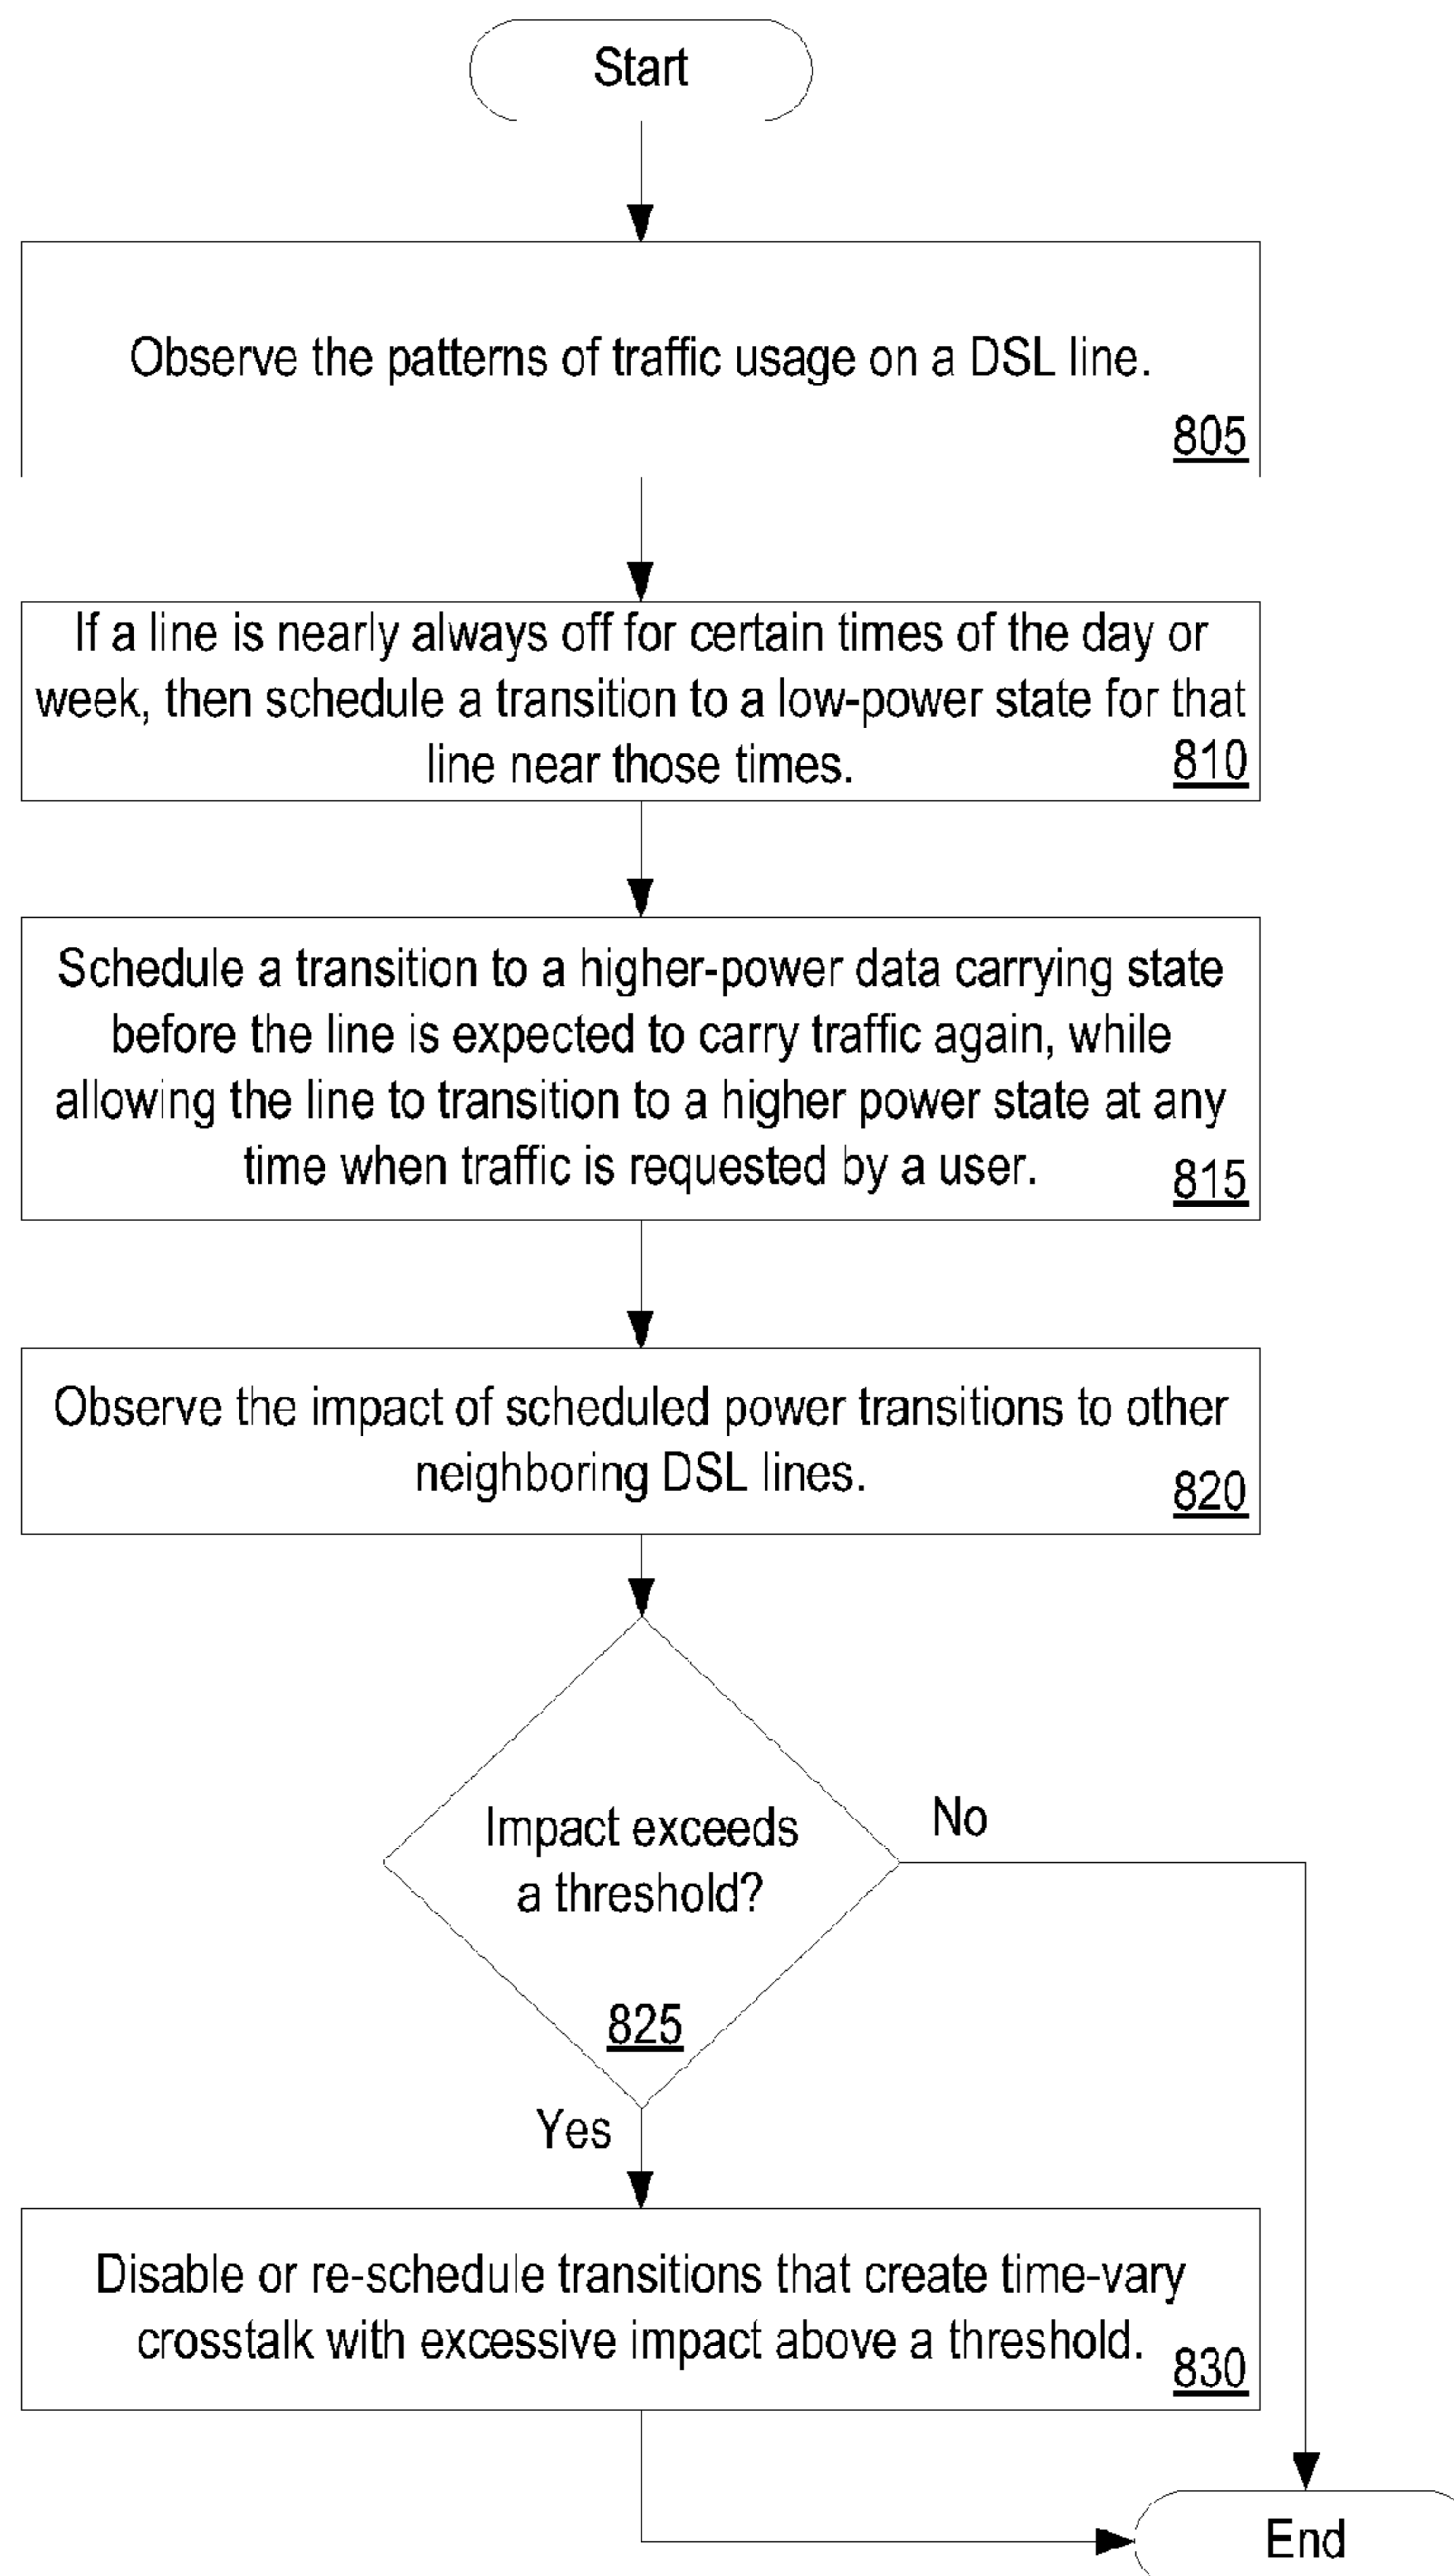 Start
Observe the patterns of traffic usage on a DSL line.
805
If a line is nearly always off for certain times of the day or
week, then schedule a transition to a low-power state for that
line near those times.
810
Schedule a transition to a higher-power data carrying state
before the line is expected to carry traffic again, while
allowing the line to transition to a higher power state at any
time when traffic is requested by a user.
815
Observe the impact of scheduled power transitions to other
neighboring DSL lines.
820
Impact exceeds
a threshold?
825
No
Yes
Disable or re-schedule transitions that create time-vary
crosstalk with excessive impact above a threshold.
830
End